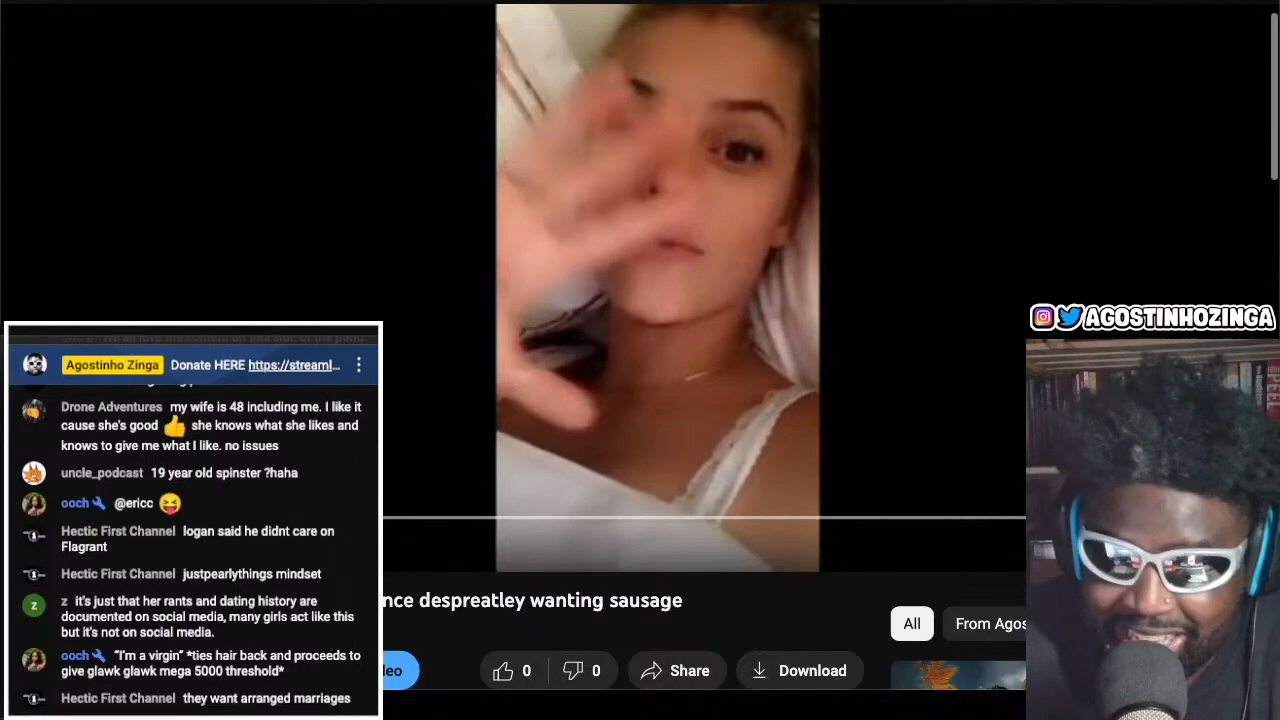 AGOSTINHOZINGA
Agostinho Zinga Donate HERE https://streaml...
Drone Adventures my wife is 48 including me. I like it
cause she's good 👍 she knows what she likes and
knows to give me what I like. no issues
uncle_podcast 19 year old spinster ?haha
ooch @ericc 😝
Hectic First Channel logan said he didnt care on
Flagrant
Hectic First Channel justpearlythings mindset
z it's just that her rants and dating history are
documented on social media, many girls act like this
but it's not on social media.
ooch “I'm a virgin” *ties hair back and proceeds to
give glawk glawk mega 5000 threshold*
Hectic First Channel they want arranged marriages
nce despreatley wanting sausage
All From Agos
eo 0 0 Share Download